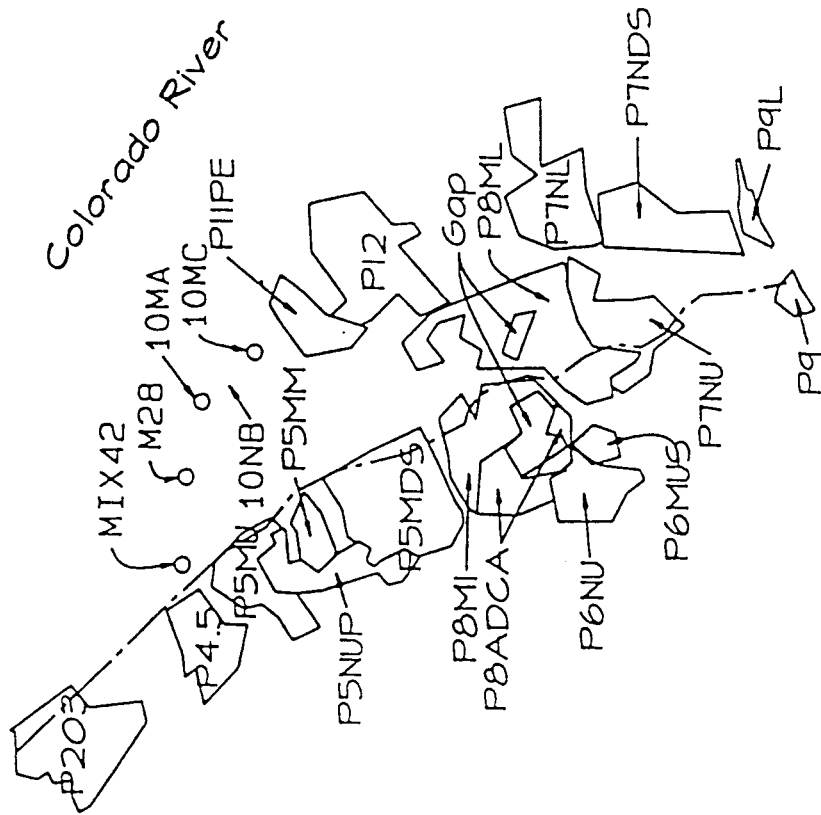 Colorado River
MIX42
M28
10MA
10MC
10NB
P11PE
P203
P4.5
P5MU
P5MM
P12
P5MDS
P5NUP
Gap
P8ML
P7NL
P7NDS
P8MI
P8ADCA
P6NU
P6MUS
P7NU
P9
P9L